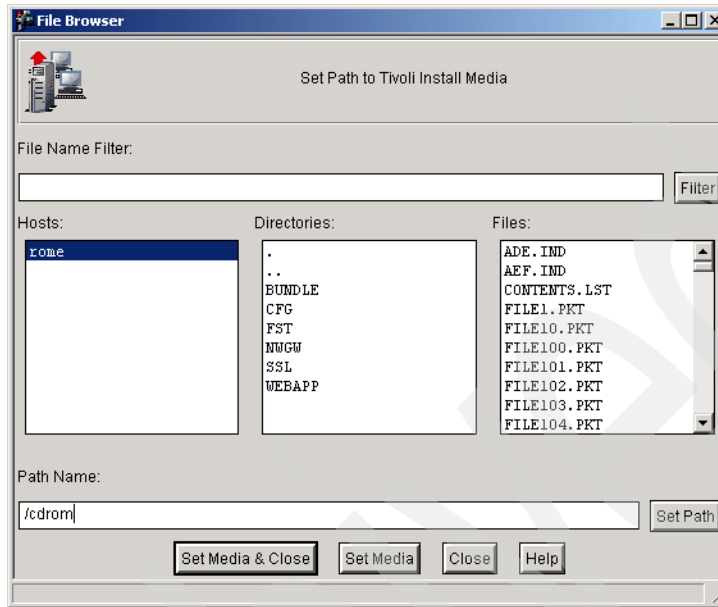 File Browser
Set Path to Tivoli Install Media
File Name Filter:
Filter
Hosts:
Directories:
Files:
rome
.
..
BUNDLE
CFG
FST
NWGW
SSL
WEBAPP
ADE.IND
AEF.IND
CONTENTS.LST
FILE1.PKT
FILE10.PKT
FILE100.PKT
FILE101.PKT
FILE102.PKT
FILE103.PKT
FILE104.PKT
Path Name:
/cdrom
Set Path
Set Media & Close
Set Media
Close
Help